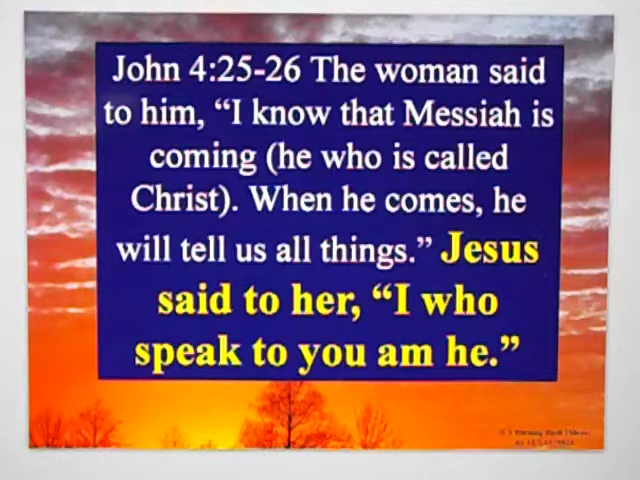 John 4:25-26 The woman said
to him, “I know that Messiah is
coming (he who is called
Christ). When he comes, he
will tell us all things.” Jesus
said to her, “I who
speak to you am he.”